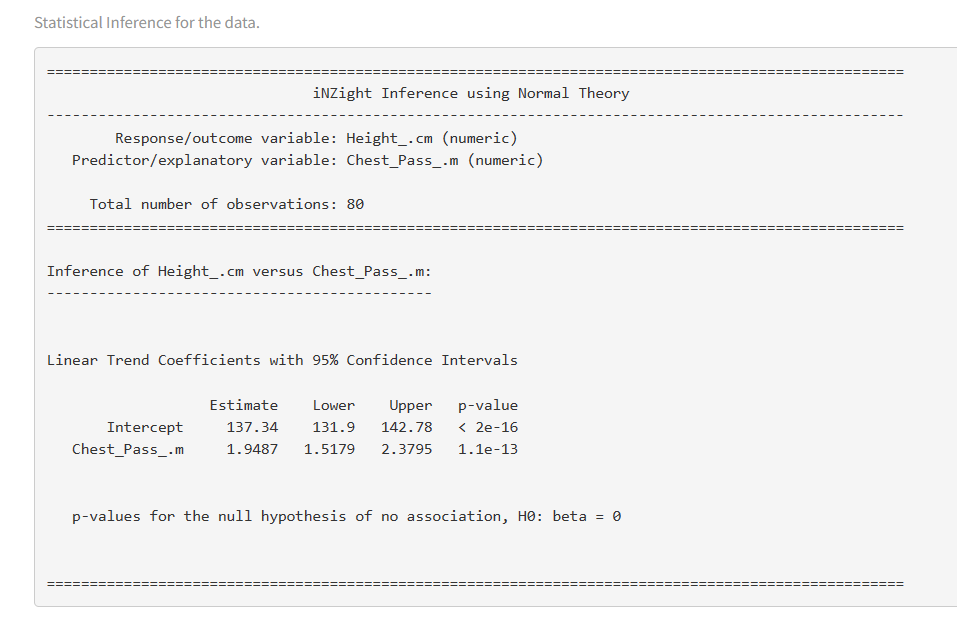 Statistical Inference for the data.
====================================================================================================
iNZight Inference using Normal Theory
----------------------------------------------------------------------------------------------------
Response/outcome variable: Height_.cm (numeric)
Predictor/explanatory variable: Chest_Pass_.m (numeric)
Total number of observations: 80
====================================================================================================
Inference of Height_.cm versus Chest_Pass_.m:
---------------------------------------------
Linear Trend Coefficients with 95% Confidence Intervals
Estimate Lower Upper p-value
Intercept 137.34 131.9 142.78 < 2e-16
Chest_Pass_.m 1.9487 1.5179 2.3795 1.1e-13
p-values for the null hypothesis of no association, H0: beta = 0
====================================================================================================